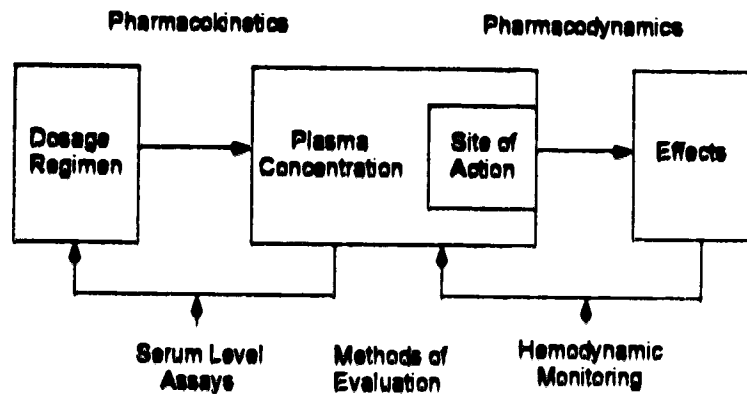 Pharmacokinetics
Pharmacodynamics
Dosage
Regimen
Plasma
Concentration
Site of
Action
Effects
Serum Level
Assays
Methods of
Evaluation
Hemodynamic
Monitoring